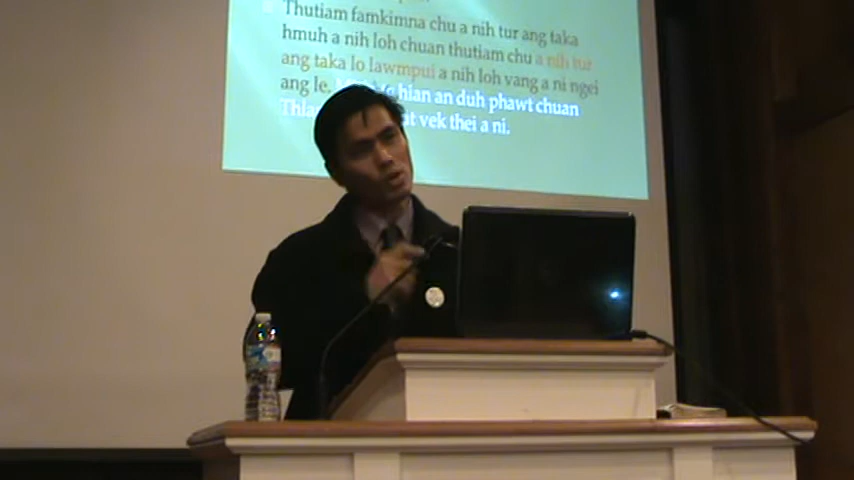 Thutiam famkimna chu a nih tur ang taka
hmuh a nih loh chuan thutiam chu a nih tur
ang taka lo lawmpui a nih loh vang a ni ngei
ang le. hian an duh phawt chuan
vek thei a ni.